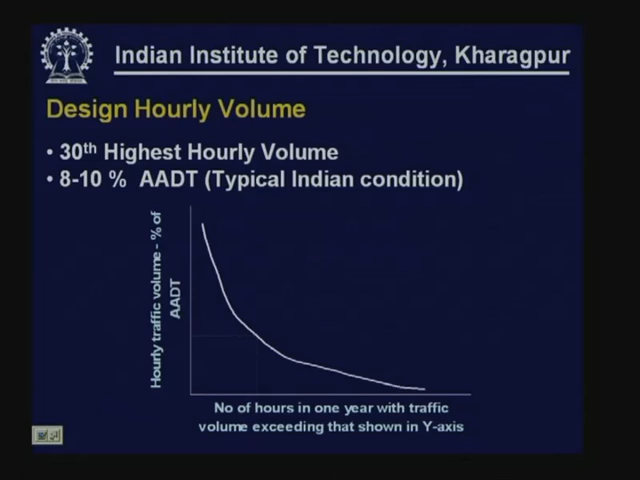 Indian Institute of Technology, Kharagpur
Design Hourly Volume
• 30th Highest Hourly Volume
• 8-10 % AADT (Typical Indian condition)
Hourly traffic volume - % of
AADT
No of hours in one year with traffic
volume exceeding that shown in Y-axis